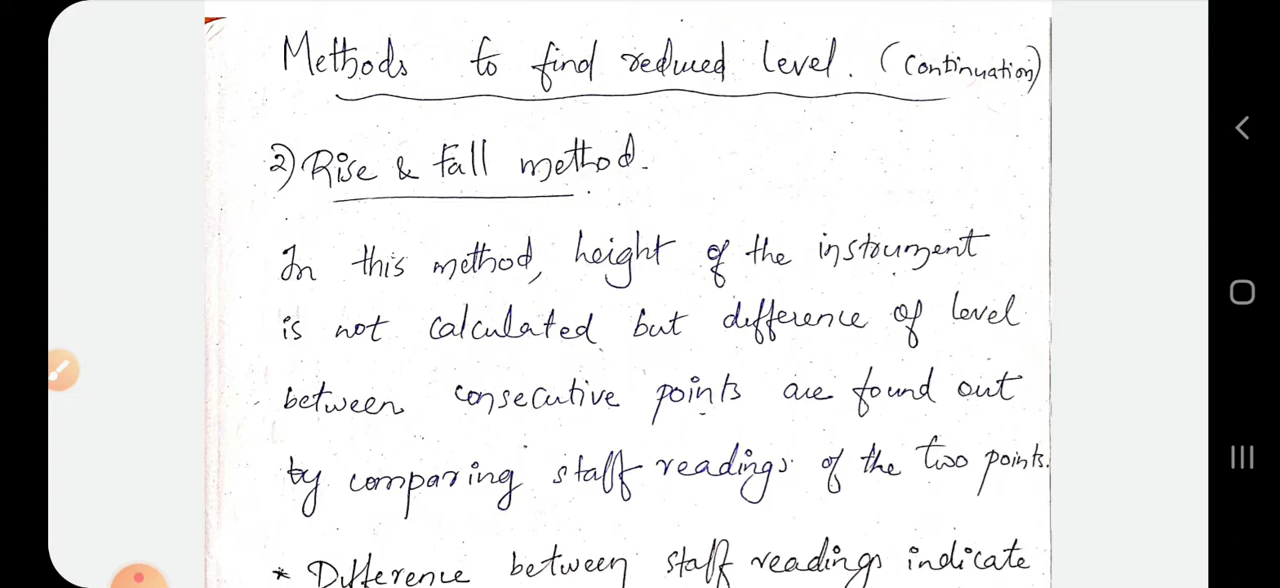 Methods to find reduced level. (Continuation)
2) Rise & Fall method.
In this method, height of the instrument
is not calculated but difference of level
between consecutive points are found out
by comparing staff readings of the two points.
* Difference between staff readings indicate